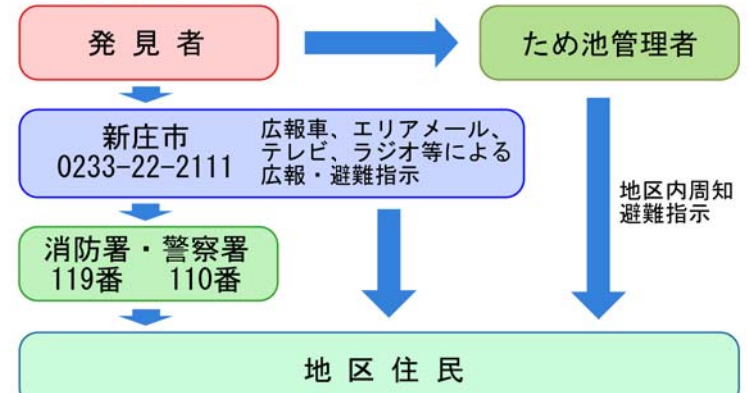 発見者
ため池管理者
新庄市
0233-22-2111
広報車、エリアメール、
テレビ、ラジオ等による
広報・避難指示
地区内周知
避難指示
消防署・警察署
119番 110番
地区住民